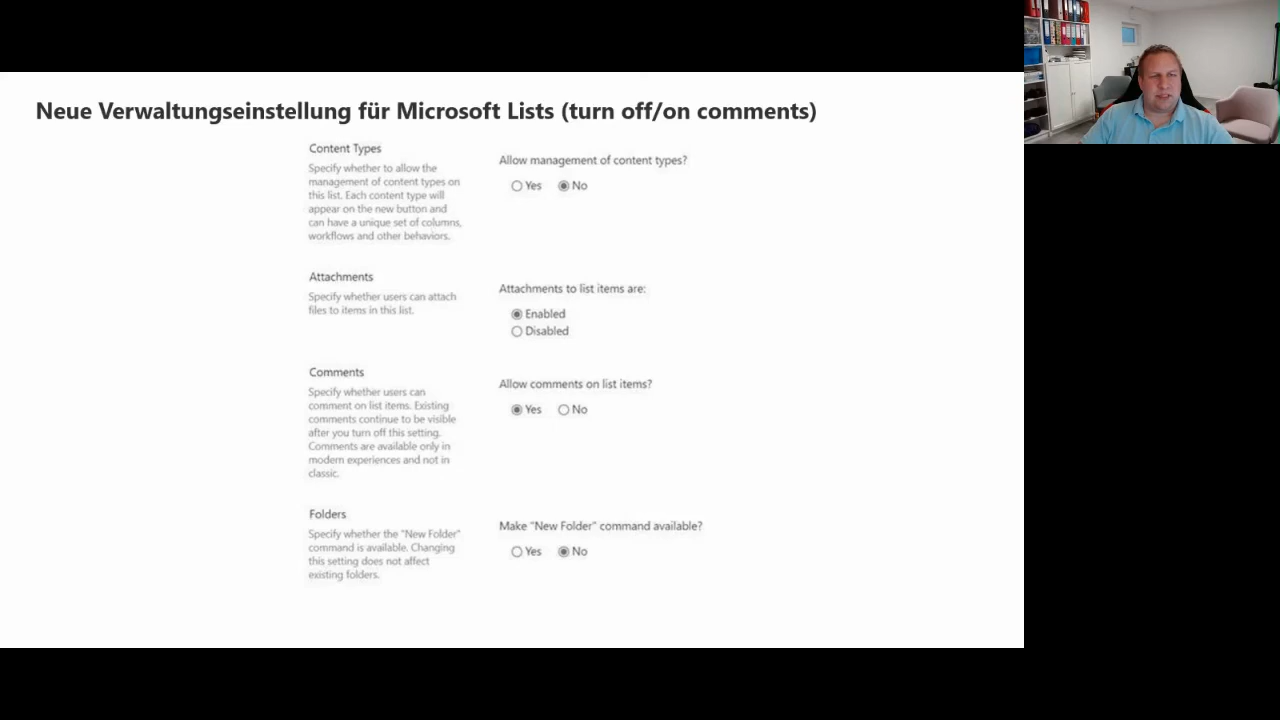 Neue Verwaltungseinstellung für Microsoft Lists (turn off/on comments)
Content Types
Specify whether to allow the
management of content types on
this list. Each content type will
appear on the new button and
can have a unique set of columns,
workflows and other behaviors.
Allow management of content types?
Yes No
Attachments
Specify whether users can attach
files to items in this list.
Attachments to list items are:
Enabled
Disabled
Comments
Specify whether users can
comment on list items. Existing
comments continue to be visible
after you turn off this setting.
Comments are available only in
modern experiences and not in
classic.
Allow comments on list items?
Yes No
Folders
Specify whether the "New Folder"
command is available. Changing
this setting does not affect
existing folders.
Make "New Folder" command available?
Yes No